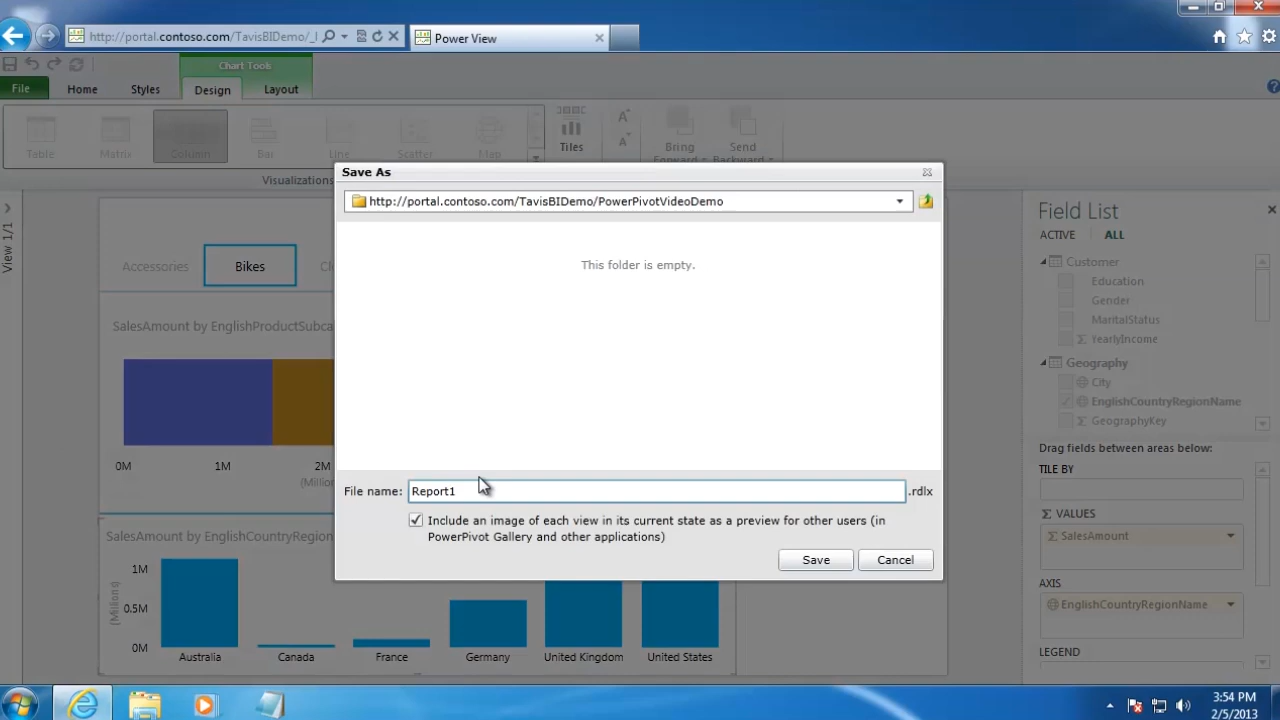 http://portal.contoso.com/TavisBIDemo/_l
Power View
Chart Tools
File
Home
Styles
Design
Layout
Table
Matrix
Column
Bar
Line
Scatter
Map
Tiles
A
A
Bring
Forward
Send
Backward
Visualizations
View 1/1
Accessories
Bikes
Cl
SalesAmount by EnglishProductSubca
0M
1M
2M
(Million
SalesAmount by EnglishCountryRegion
(Millions)
1M
0.5M
0M
Australia
Canada
France
Germany
United Kingdom
United States
Save As
http://portal.contoso.com/TavisBIDemo/PowerPivotVideoDemo
This folder is empty.
File name:
Report1
.rdlx
Include an image of each view in its current state as a preview for other users (in
PowerPivot Gallery and other applications)
Save
Cancel
Field List
ACTIVE
ALL
Customer
Education
Gender
MaritalStatus
Σ YearlyIncome
Geography
City
EnglishCountryRegionName
Σ GeographyKey
Drag fields between areas below:
TILE BY
Σ VALUES
Σ SalesAmount
AXIS
EnglishCountryRegionName
LEGEND
3:54 PM
2/5/2013